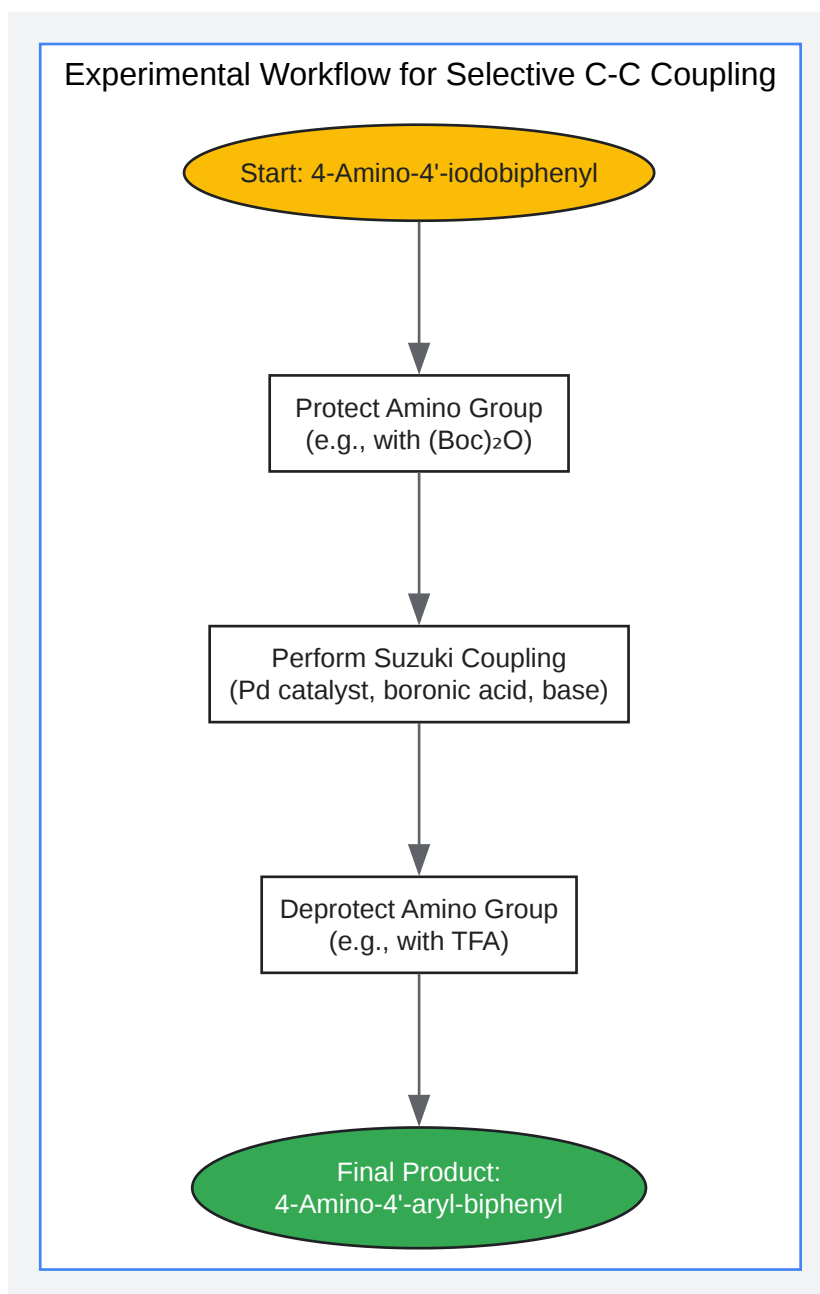 Experimental Workflow for Selective C-C Coupling
Start: 4-Amino-4'-iodobiphenyl
Protect Amino Group
(e.g., with (Boc)₂O)
Perform Suzuki Coupling
(Pd catalyst, boronic acid, base)
Deprotect Amino Group
(e.g., with TFA)
Final Product:
4-Amino-4'-aryl-biphenyl